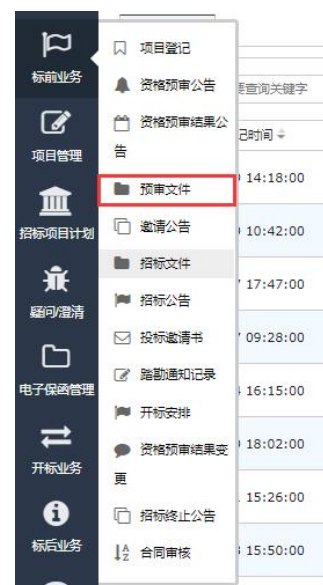 标前业务
项目管理
招标项目计划
疑问/澄清
电子保函管理
开标业务
标后业务
项目登记
资格预审公告
资格预审结果公
告
预审文件
邀请公告
招标文件
招标公告
投标邀请书
踏勘通知记录
开标安排
资格预审结果变
更
招标终止公告
合同审核
查询关键字
时间
14:18:00
10:42:00
17:47:00
09:28:00
16:15:00
18:02:00
15:26:00
15:50:00